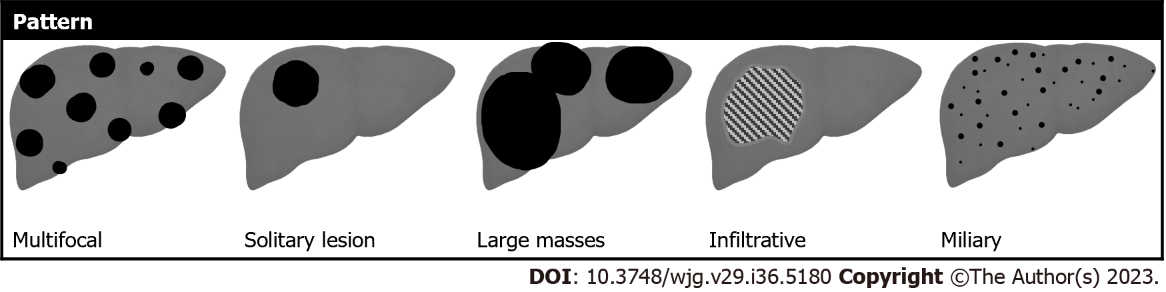 Pattern
Multifocal
Solitary lesion
Large masses
Infiltrative
Miliary
DOI: 10.3748/wjg.v29.i36.5180 Copyright ©The Author(s) 2023.